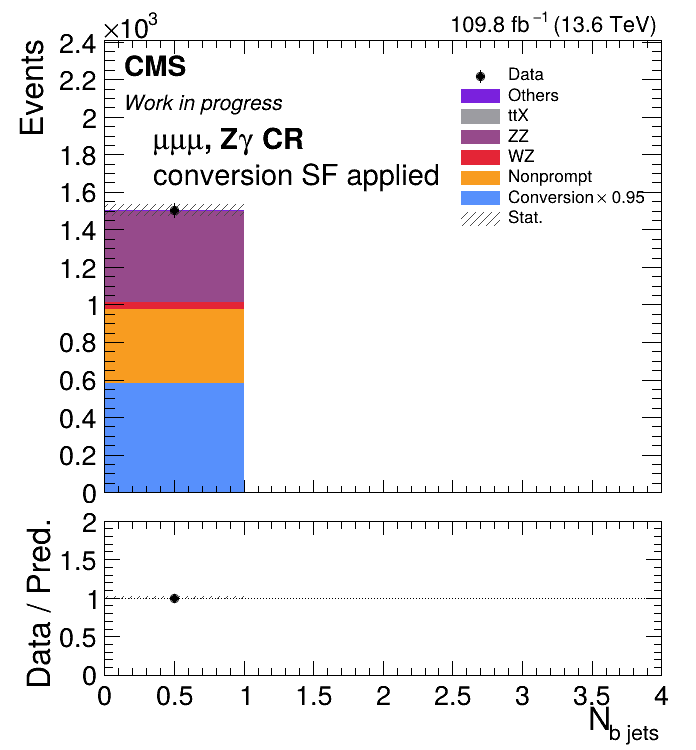 ×10³
109.8 fb⁻¹ (13.6 TeV)
Events
2.4
2.2
2
1.8
1.6
1.4
1.2
1
0.8
0.6
0.4
0.2
0
CMS
Work in progress
μμμ, Zγ CR
conversion SF applied
Data
Others
ttX
ZZ
WZ
Nonprompt
Conversion × 0.95
Stat.
Data / Pred.
2
1.5
1
0.5
0
0 0.5 1 1.5 2 2.5 3 3.5 4
N_b jets